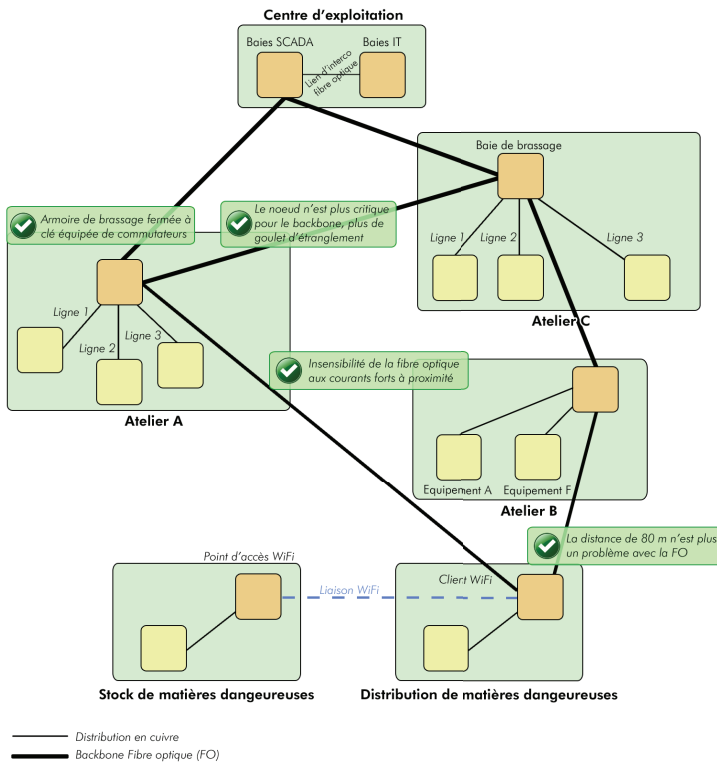 Centre d'exploitation
Baies SCADA
Baies IT
Lien d'interco
fibre optique
Baie de brassage
Armoire de brassage fermée à
clé équipée de commutateurs
Le noeud n'est plus critique
pour le backbone, plus de
goulet d'étranglement
Ligne 1
Ligne 2
Ligne 3
Atelier C
Ligne 1
Ligne 2
Ligne 3
Atelier A
Insensibilité de la fibre optique
aux courants forts à proximité
Equipement A
Equipement F
Atelier B
La distance de 80 m n'est plus
un problème avec la FO
Point d'accès WiFi
Liaison WiFi
Client WiFi
Stock de matières dangeureuses
Distribution de matières dangeureuses
Distribution en cuivre
Backbone Fibre optique (FO)